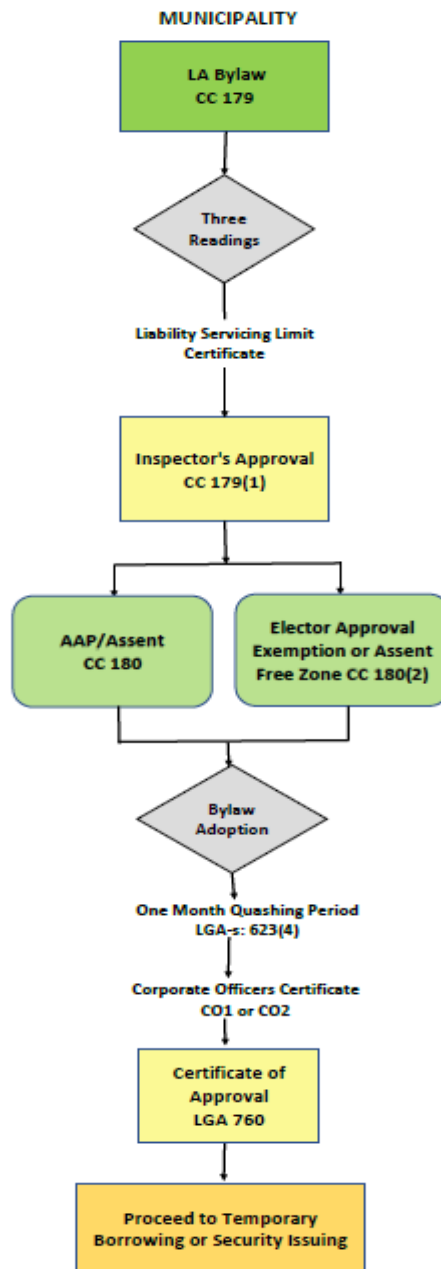 MUNICIPALITY
LA Bylaw
CC 179
Three
Readings
Liability Servicing Limit
Certificate
Inspector's Approval
CC 179(1)
AAP/Assent
CC 180
Elector Approval
Exemption or Assent
Free Zone CC 180(2)
Bylaw
Adoption
One Month Quashing Period
LGA-s: 623(4)
Corporate Officers Certificate
CO1 or CO2
Certificate of
Approval
LGA 760
Proceed to Temporary
Borrowing or Security Issuing